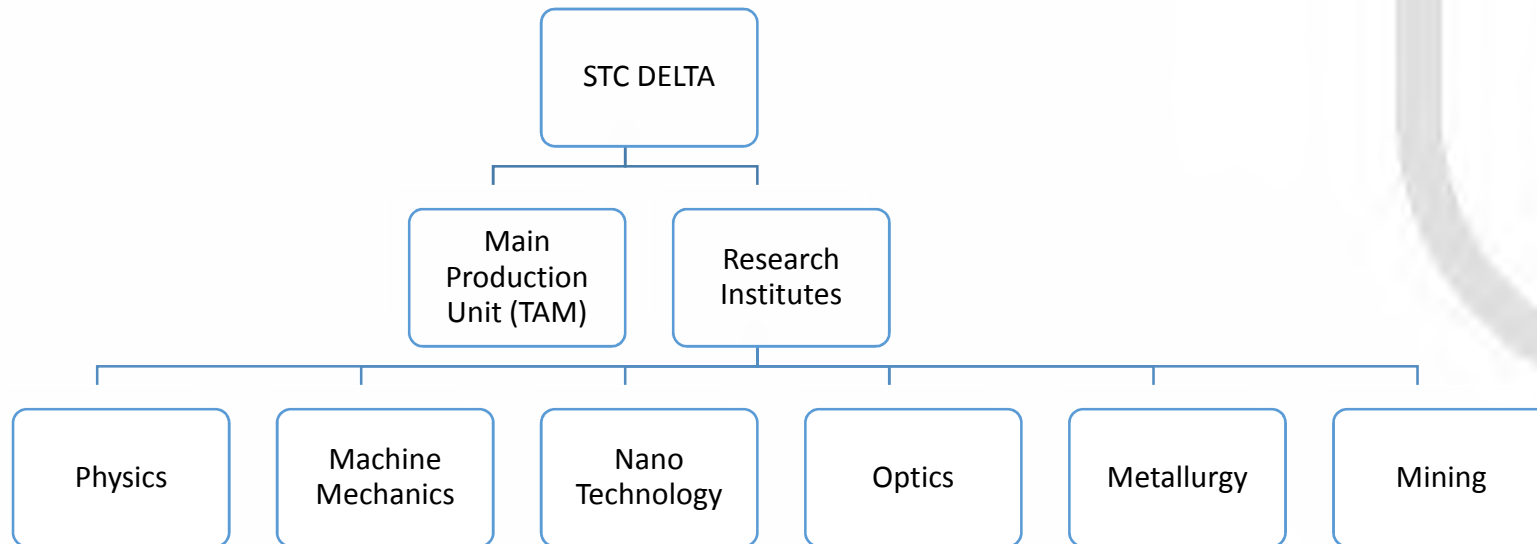 STC DELTA
Main
Production
Unit (TAM)
Research
Institutes
Physics
Machine
Mechanics
Nano
Technology
Optics
Metallurgy
Mining